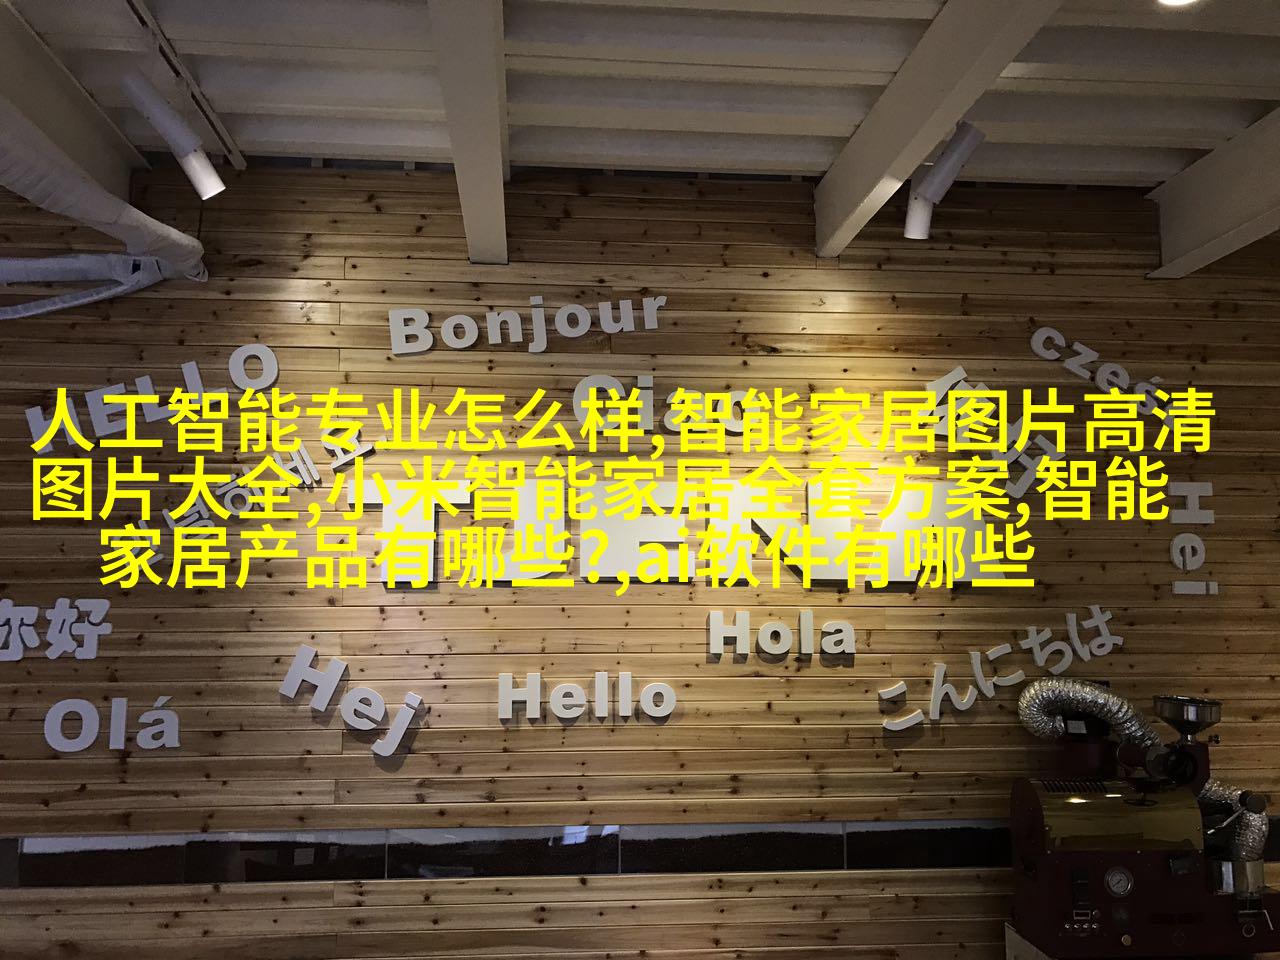 Bonjour
HELLO
Ciao
cześć
人工智能专业怎么样,智能家居图片高清
图片大全,小米智能家居全套方案,智能
家居产品有哪些?,ai软件有哪些
Hei
你好
Hola
こんにちは
Olá
Hej
Hello